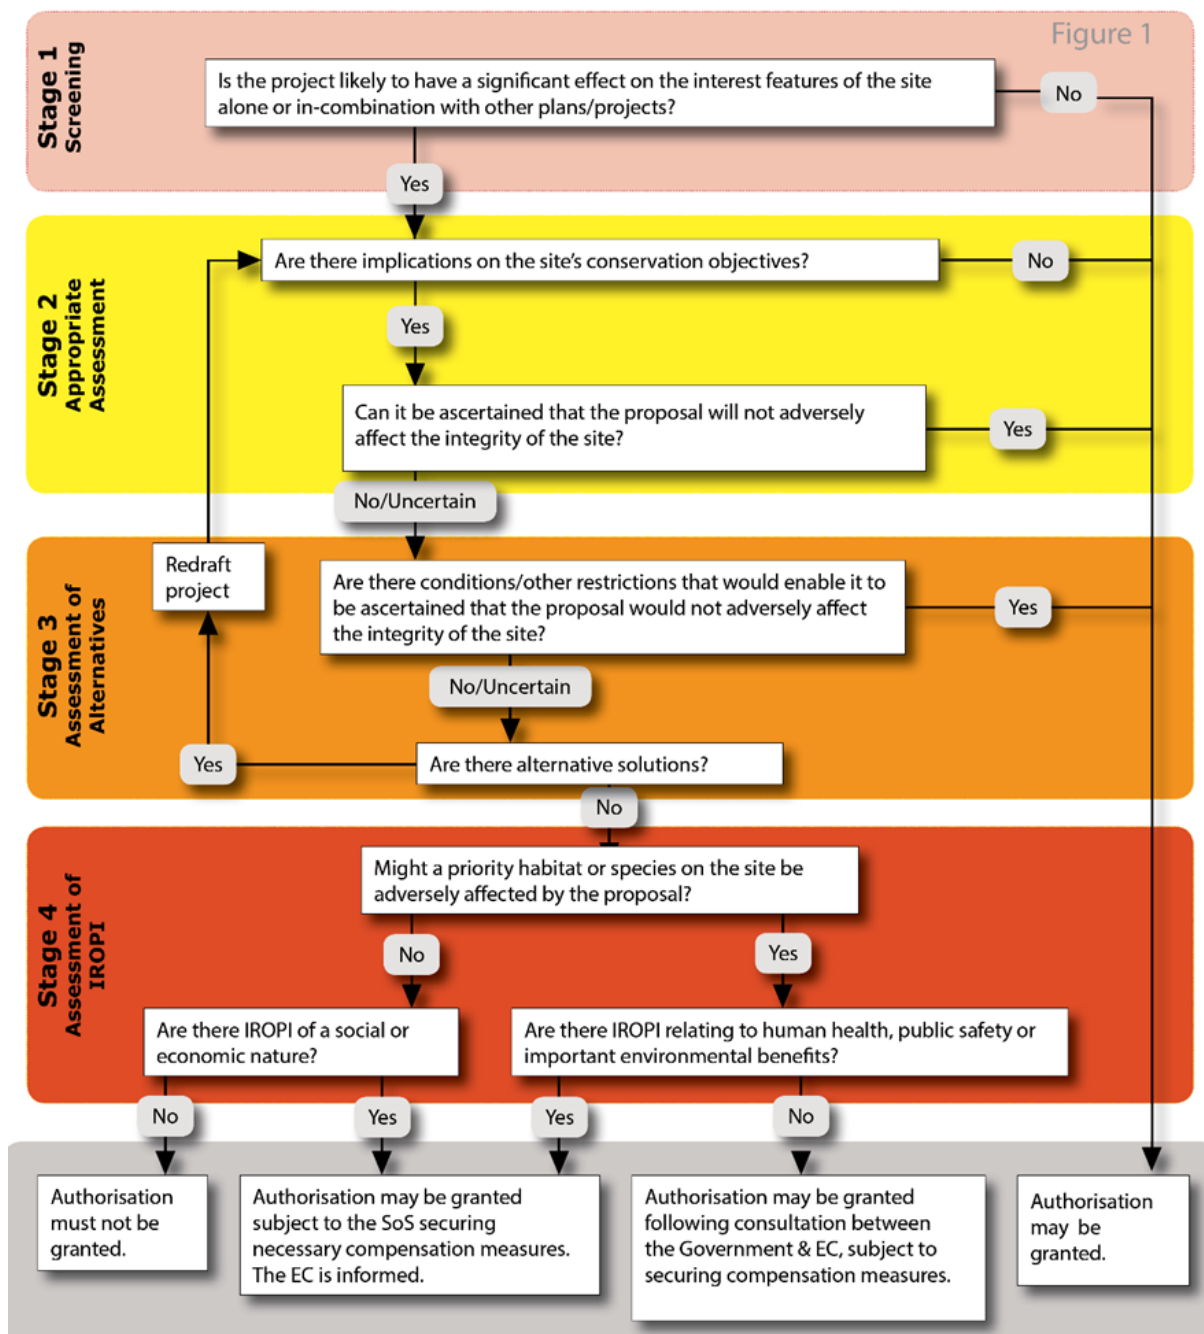 Figure 1
Stage 1
Screening
Is the project likely to have a significant effect on the interest features of the site
alone or in-combination with other plans/projects?
No
Yes
Stage 2
Appropriate
Assessment
Are there implications on the site's conservation objectives?
No
Yes
Can it be ascertained that the proposal will not adversely
affect the integrity of the site?
Yes
No/Uncertain
Stage 3
Assessment of
Alternatives
Redraft
project
Are there conditions/other restrictions that would enable it to
be ascertained that the proposal would not adversely affect
the integrity of the site?
Yes
No/Uncertain
Are there alternative solutions?
Yes
No
Stage 4
Assessment of
IROPI
Might a priority habitat or species on the site be
adversely affected by the proposal?
No
Yes
Are there IROPI of a social or
economic nature?
Are there IROPI relating to human health, public safety or
important environmental benefits?
No
Yes
Yes
No
Authorisation
must not be
granted.
Authorisation may be granted
subject to the SoS securing
necessary compensation measures.
The EC is informed.
Authorisation may be granted
following consultation between
the Government & EC, subject to
securing compensation measures.
Authorisation
may be
granted.